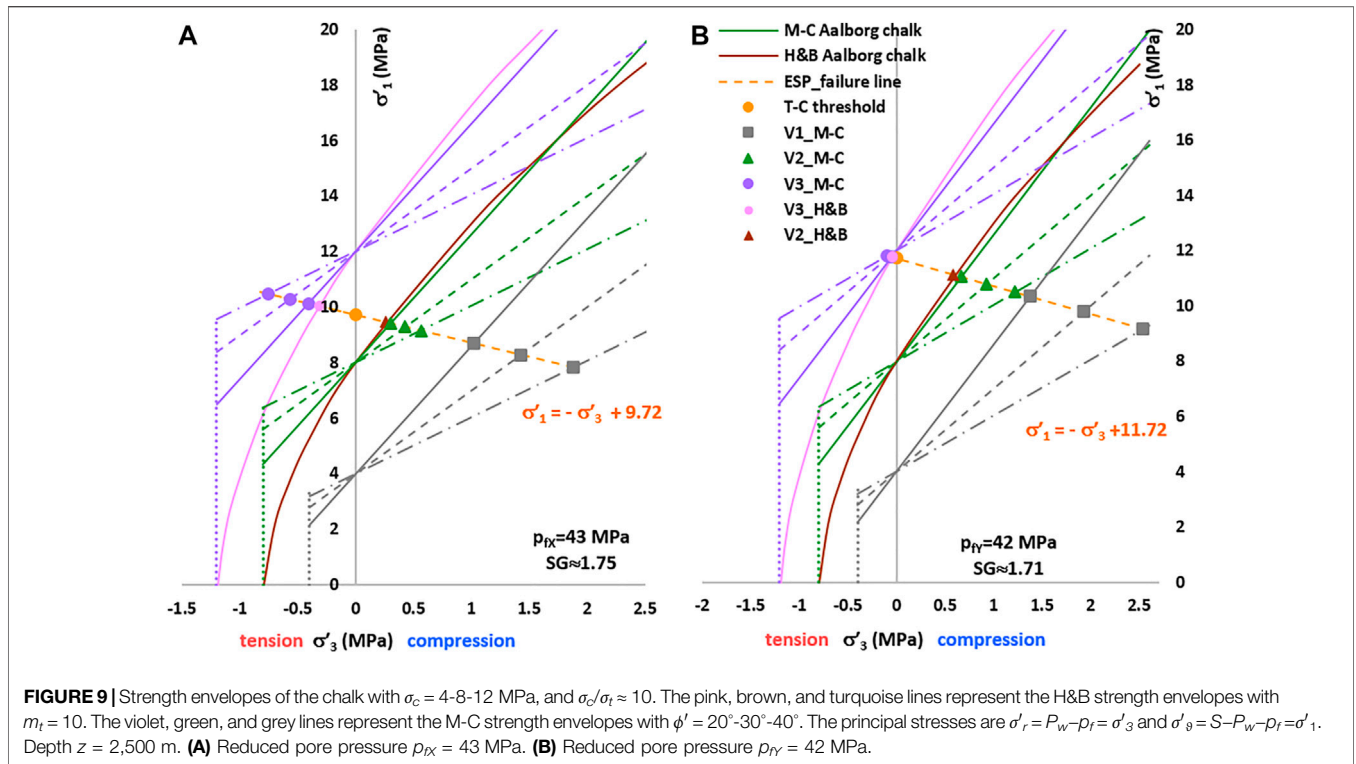 A
B
σ'₁ (MPa)
20
18
16
14
12
10
8
6
4
2
0
-1.5
-1
-0.5
0
0.5
1
1.5
2
2.5
tension σ'₃ (MPa) compression
σ'₁ = - σ'₃ + 9.72
p_fX=43 MPa
SG≈1.75
M-C Aalborg chalk
H&B Aalborg chalk
ESP_failure line
T-C threshold
V1_M-C
V2_M-C
V3_M-C
V3_H&B
V2_H&B
σ'₁ (MPa)
20
18
16
14
12
10
8
6
4
2
0
-2
-1.5
-1
-0.5
0
0.5
1
1.5
2
2.5
tension σ'₃ (MPa) compression
σ'₁ = - σ'₃ +11.72
p_fY=42 MPa
SG≈1.71
FIGURE 9 | Strength envelopes of the chalk with σc = 4-8-12 MPa, and σc/σt ≈ 10. The pink, brown, and turquoise lines represent the H&B strength envelopes with
mt = 10. The violet, green, and grey lines represent the M-C strength envelopes with ϕ' = 20°-30°-40°. The principal stresses are σ'r = Pw–pf = σ'3 and σ'ϑ = S–Pw–pf = σ'1.
Depth z = 2,500 m. (A) Reduced pore pressure pfX = 43 MPa. (B) Reduced pore pressure pfY = 42 MPa.